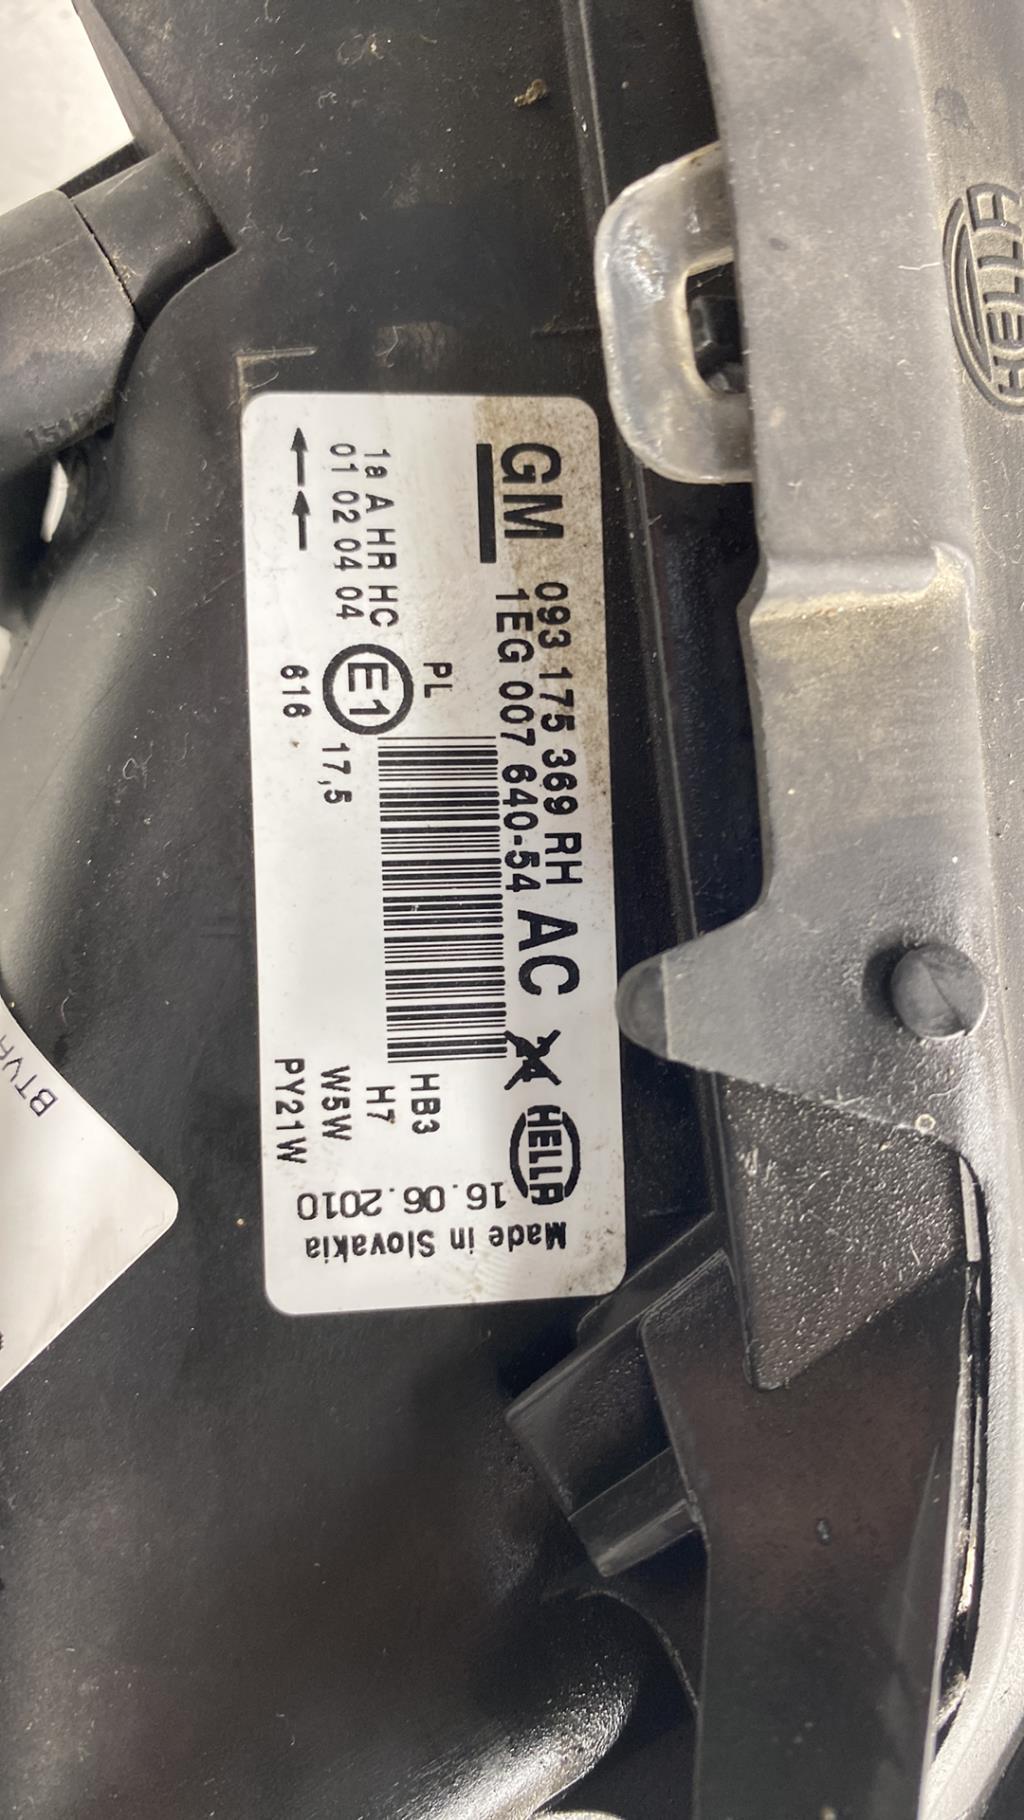 GM 093 175 369 RH
1EG 007 640-54 AC X HELLA
PL
1a A HR HC
01 02 04 04
E1
17,5
616
HB3
H7
W5W
PY21W
16.06.2010
Made in Slovakia
HELLA